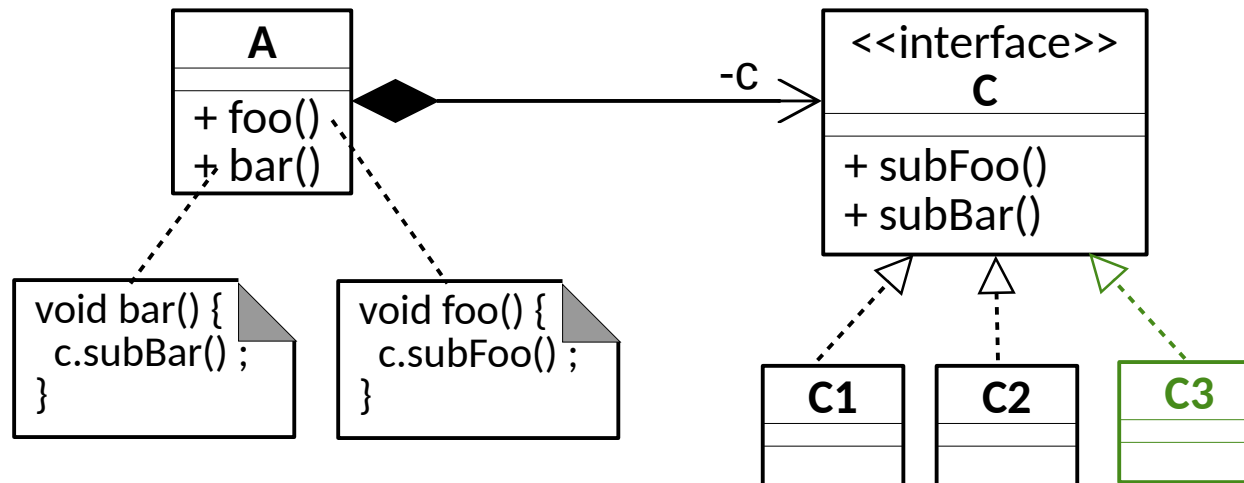 A
+ foo()
+ bar()
-c
<<interface>>
C
+ subFoo()
+ subBar()
void bar() {
c.subBar() ;
}
void foo() {
c.subFoo() ;
}
C1
C2
C3